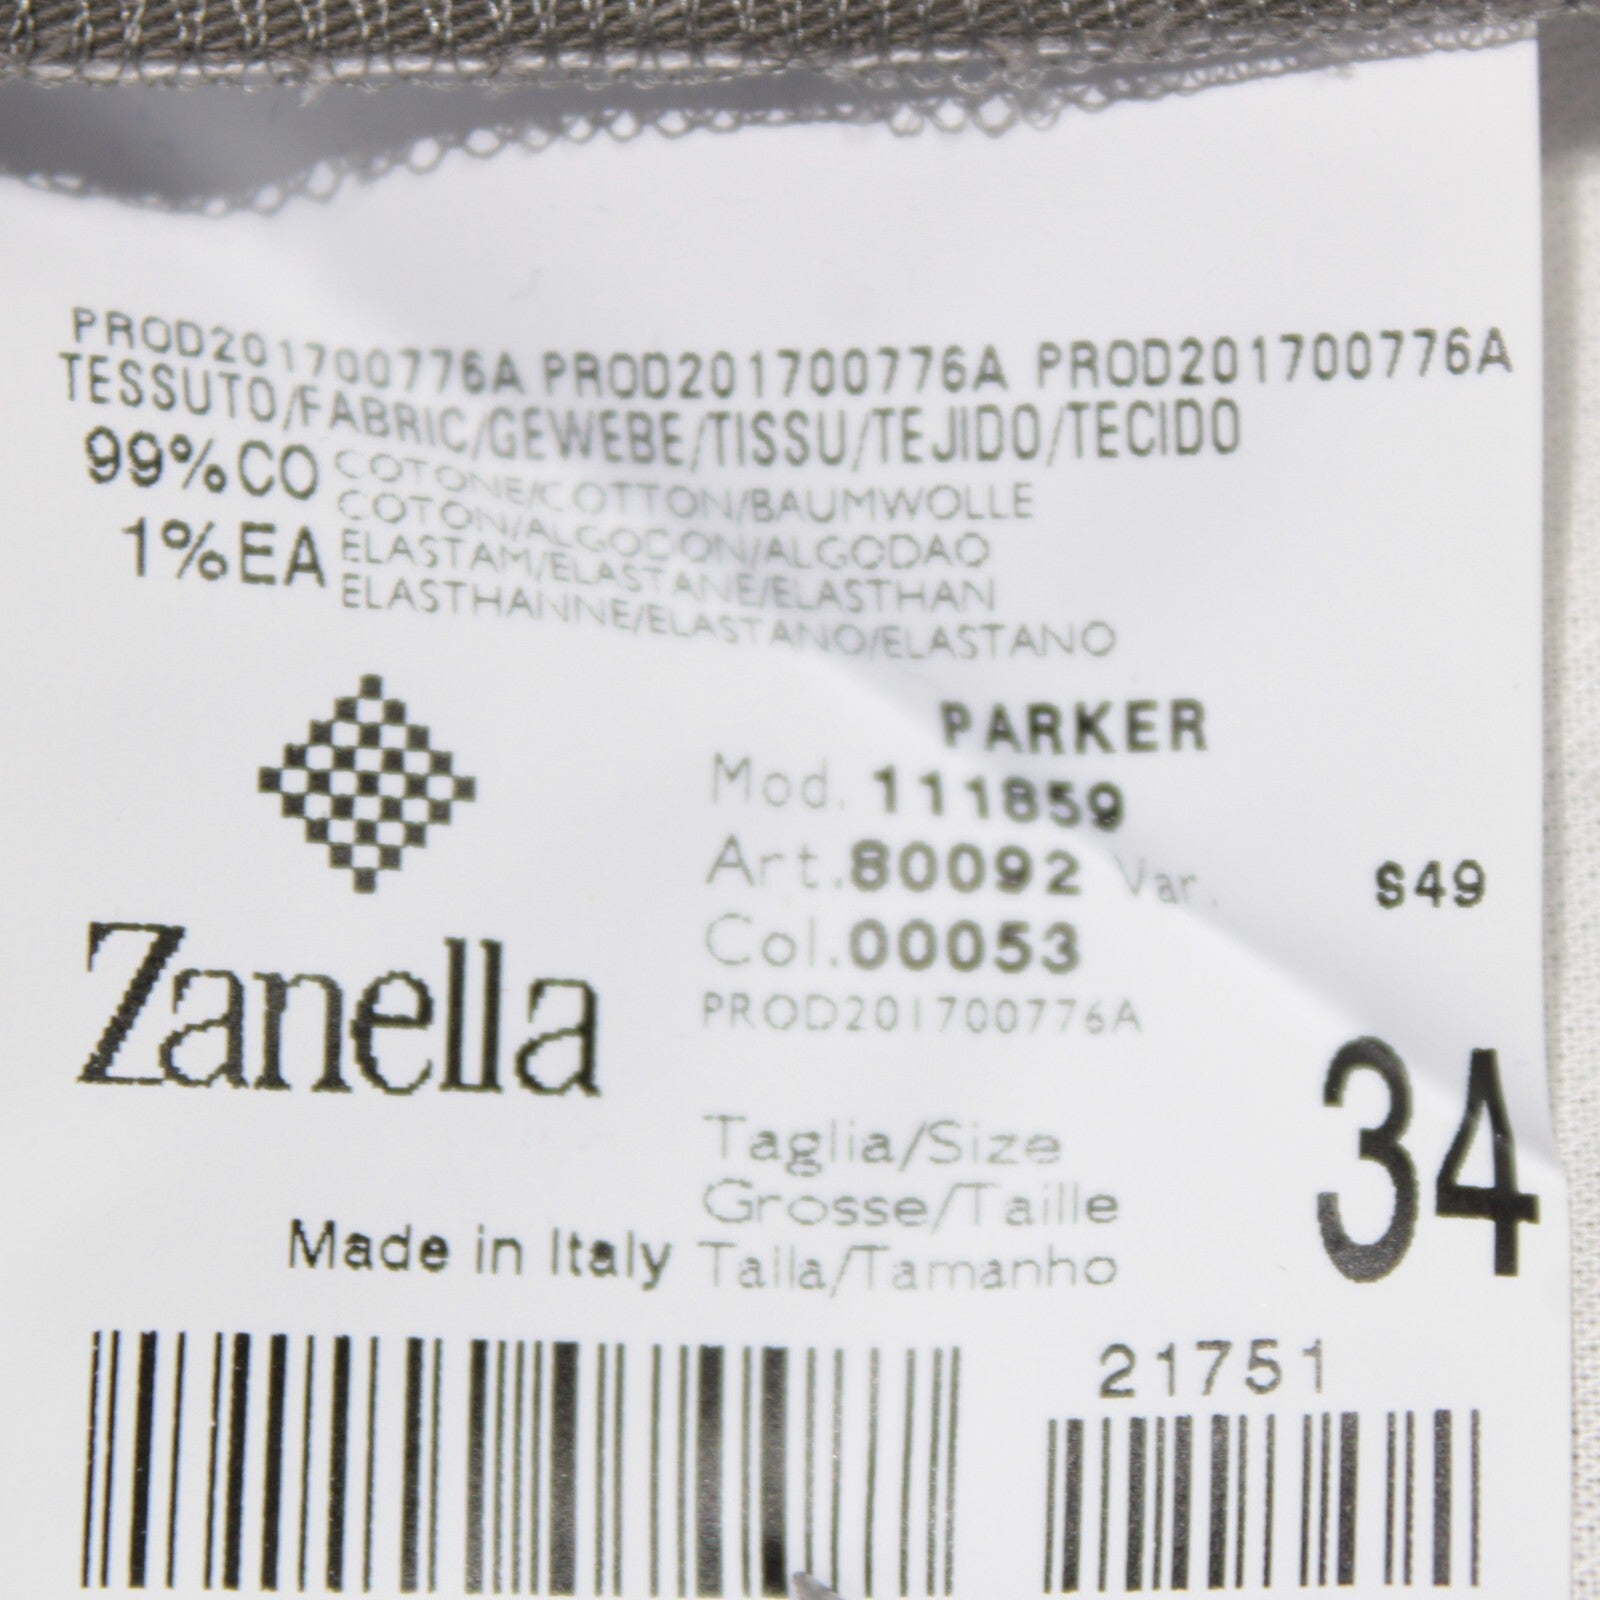 PROD201700776A PROD201700776A PROD201700776A
TESSUTO/FABRIC/GEWEBE/TISSU/TEJIDO/TECIDO
99%CO COTONE/COTTON/BAUMWOLLE
COTON/ALGODON/ALGODAO
1%EA ELASTAM/ELASTANE/ELASTHAN
ELASTHANNE/ELASTANO/ELASTANO
PARKER
Mod. 111859
Art. 80092 Var. S49
Col. 00053
PROD201700776A
Zanella
Taglia/Size
Grosse/Taille
Talla/Tamanho
34
Made in Italy
21751